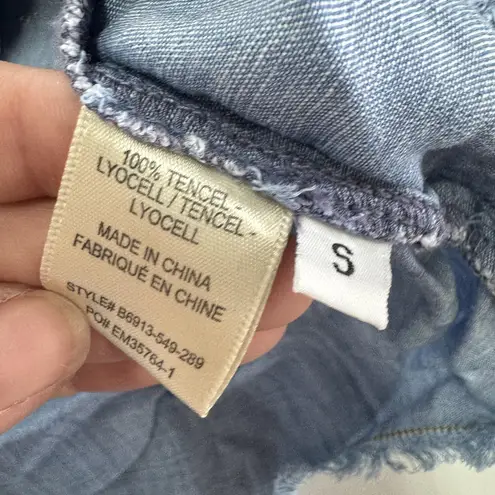 100% TENCEL -
LYOCELL / TENCEL -
LYOCELL
MADE IN CHINA
FABRIQUÉ EN CHINE
STYLE# B6913-549-289
PO# EM35764-1
S